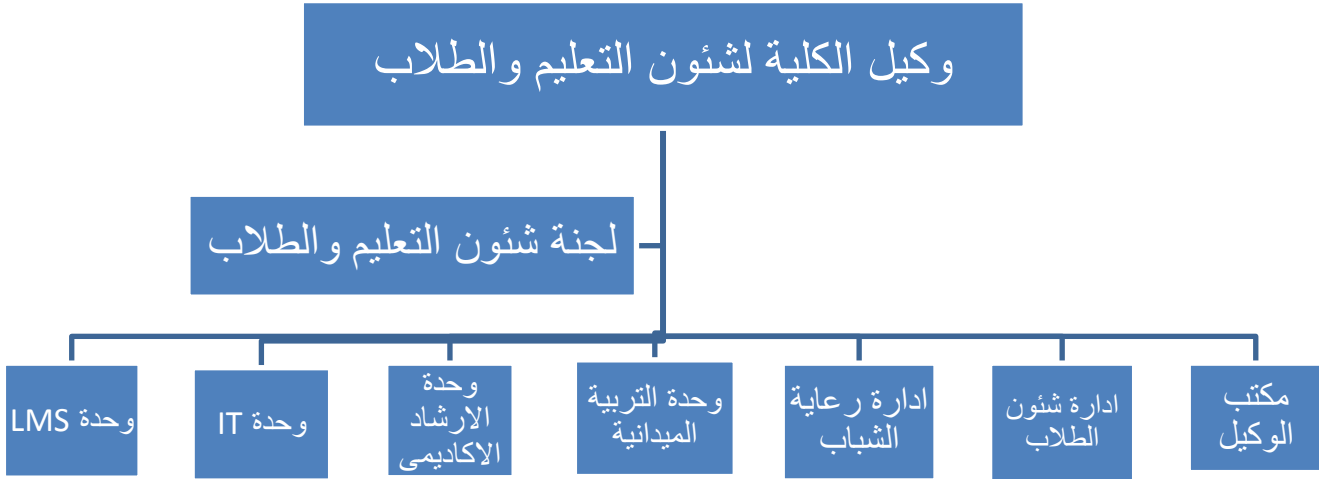 وكيل الكلية لشئون التعليم والطلاب
لجنة شئون التعليم والطلاب
مكتب
الوكيل
ادارة شئون
الطلاب
ادارة رعاية
الشباب
وحدة التربية
الميدانية
وحدة
الارشاد
الاكاديمى
وحدة IT
وحدة LMS